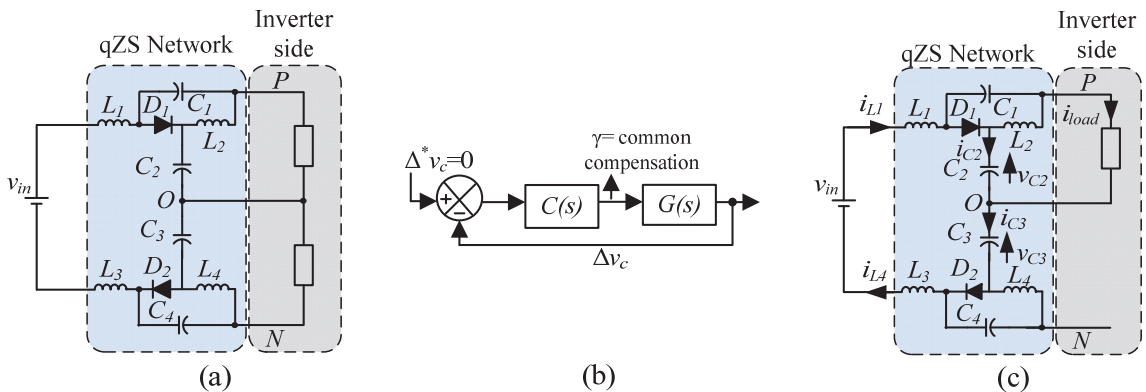 Inverter
side
qZS Network
P
L1
D1
C1
L2
C2
vin
O
C3
L3
D2
L4
C4
N
(a)
γ= common
compensation
Δ*vc=0
+
−
C(s)
G(s)
Δvc
(b)
Inverter
side
qZS Network
P
iL1
L1
D1
C1
iload
L2
iC2
C2
vC2
vin
O
iC3
C3
vC3
iL4
L3
D2
L4
C4
N
(c)